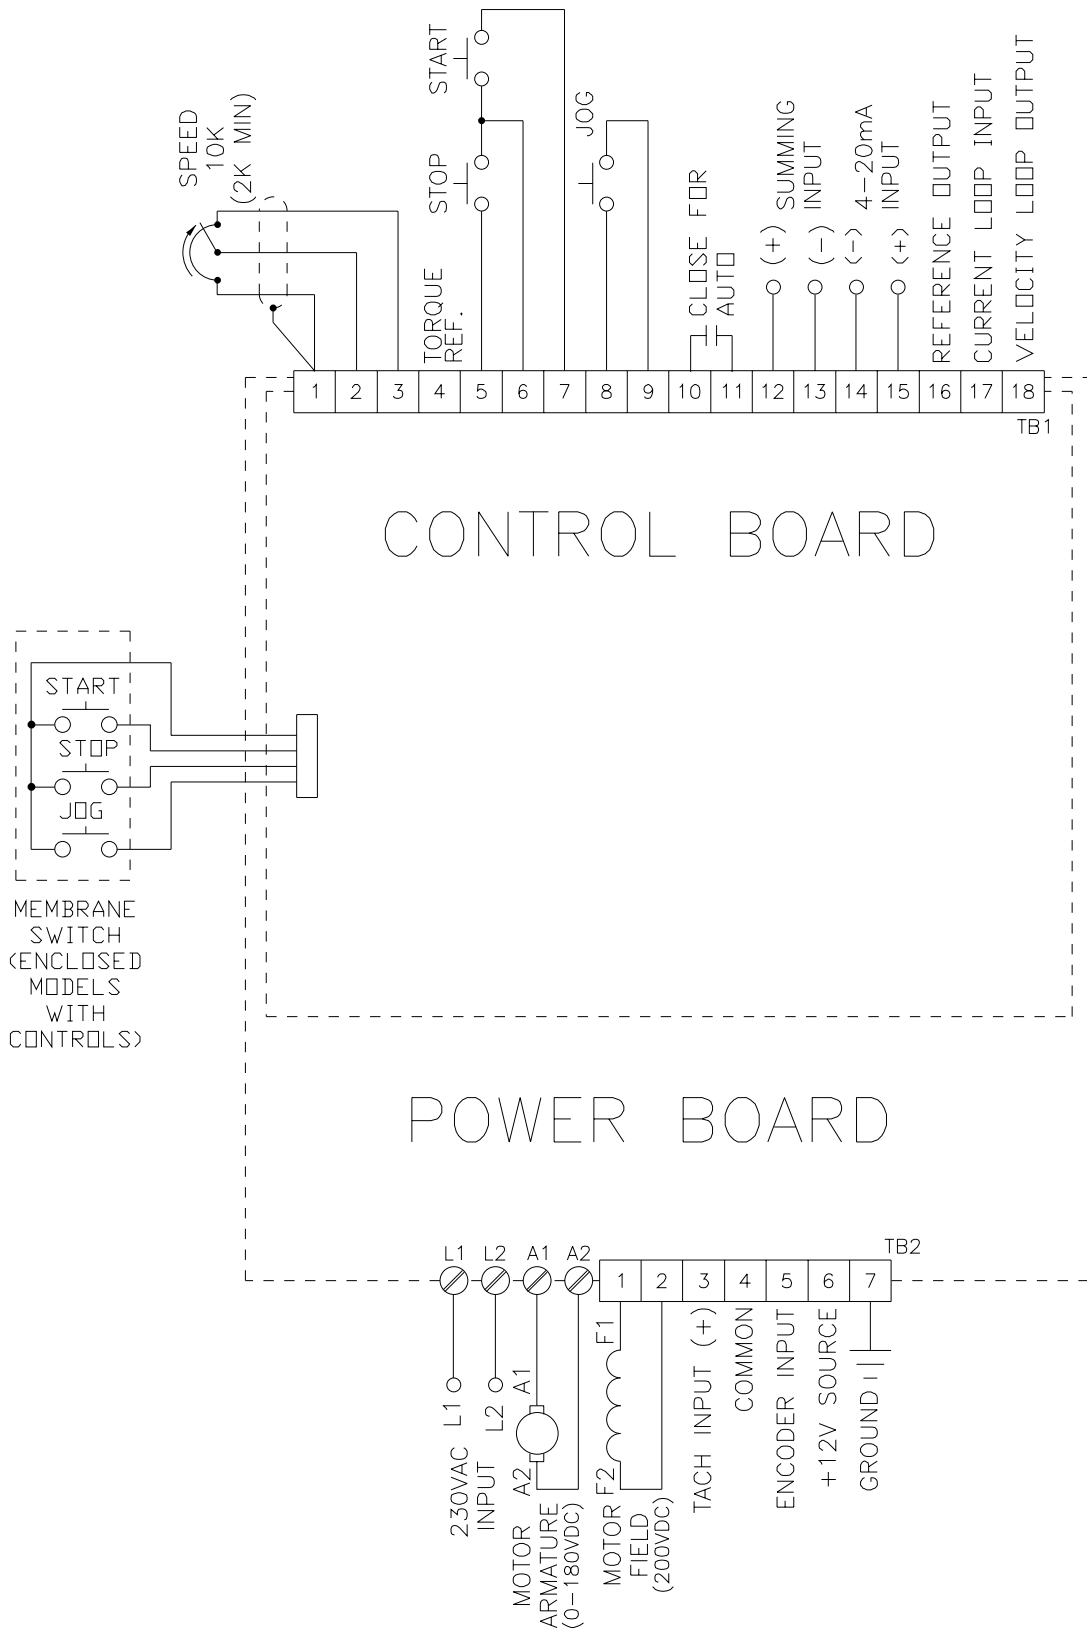 SPEED
10K
(2K MIN)
START
STOP
JOG
TORQUE
REF.
CLOSE FOR
AUTO
(+)
SUMMING
INPUT
(-)
(-)
4-20mA
INPUT
(+)
REFERENCE OUTPUT
CURRENT LOOP INPUT
VELOCITY LOOP OUTPUT
1 2 3 4 5 6 7 8 9 10 11 12 13 14 15 16 17 18
TB1
CONTROL BOARD
START
STOP
JOG
MEMBRANE
SWITCH
(ENCLOSED
MODELS
WITH
CONTROLS)
POWER BOARD
L1 L2 A1 A2
TB2
1 2 3 4 5 6 7
L1
L2
230VAC
INPUT
A1
A2
MOTOR
ARMATURE
(0-180VDC)
F1
F2
MOTOR
FIELD
(200VDC)
TACH INPUT (+)
COMMON
ENCODER INPUT
+12V SOURCE
GROUND